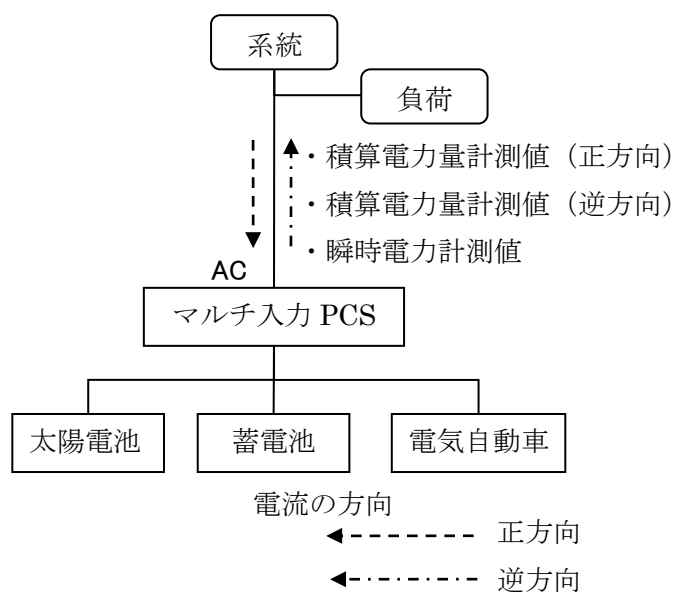 系統
負荷
・積算電力量計測値（正方向）
・積算電力量計測値（逆方向）
・瞬時電力計測値
AC
マルチ入力 PCS
太陽電池
蓄電池
電気自動車
電流の方向
正方向
逆方向